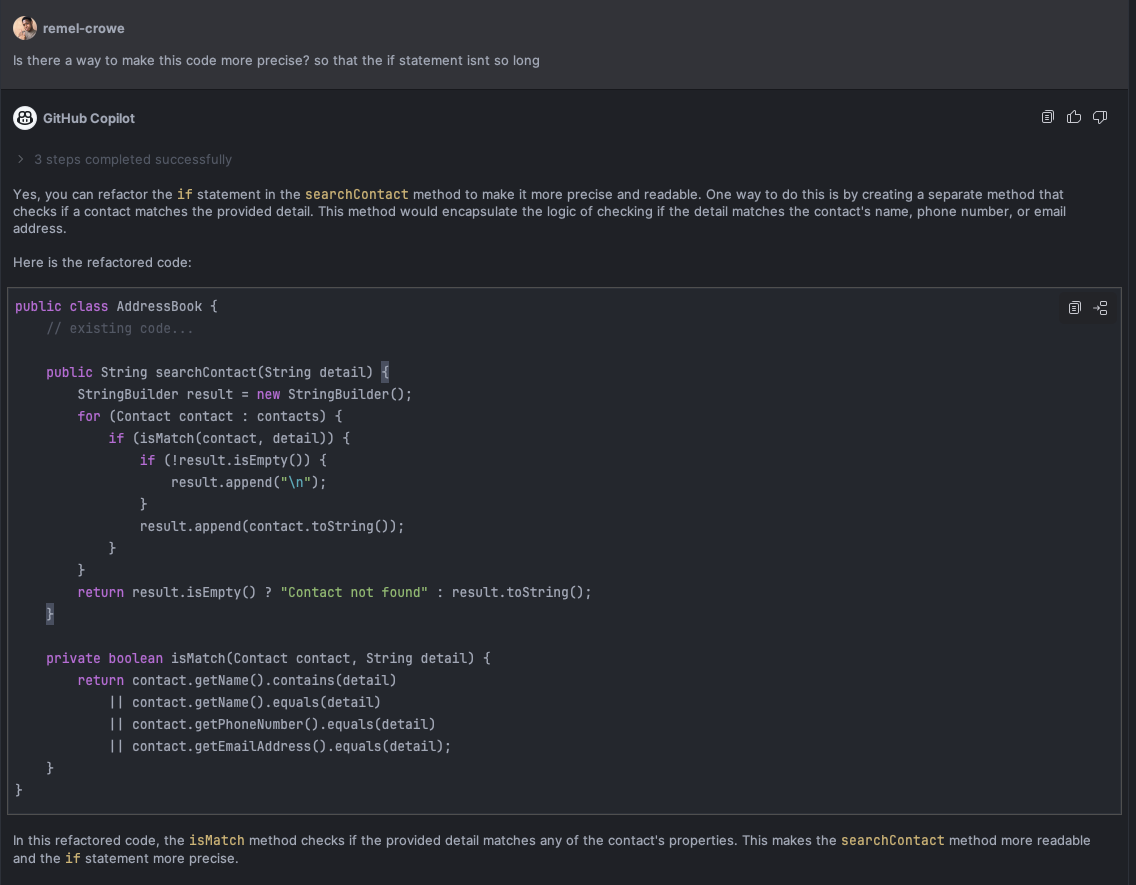 remel-crowe
Is there a way to make this code more precise? so that the if statement isnt so long
GitHub Copilot
3 steps completed successfully
Yes, you can refactor the if statement in the searchContact method to make it more precise and readable. One way to do this is by creating a separate method that
checks if a contact matches the provided detail. This method would encapsulate the logic of checking if the detail matches the contact's name, phone number, or email
address.
Here is the refactored code:
public class AddressBook {
    // existing code...

    public String searchContact(String detail) {
        StringBuilder result = new StringBuilder();
        for (Contact contact : contacts) {
            if (isMatch(contact, detail)) {
                if (!result.isEmpty()) {
                    result.append("\n");
                }
                result.append(contact.toString());
            }
        }
        return result.isEmpty() ? "Contact not found" : result.toString();
    }

    private boolean isMatch(Contact contact, String detail) {
        return contact.getName().contains(detail)
            || contact.getName().equals(detail)
            || contact.getPhoneNumber().equals(detail)
            || contact.getEmailAddress().equals(detail);
    }
}
In this refactored code, the isMatch method checks if the provided detail matches any of the contact's properties. This makes the searchContact method more readable
and the if statement more precise.